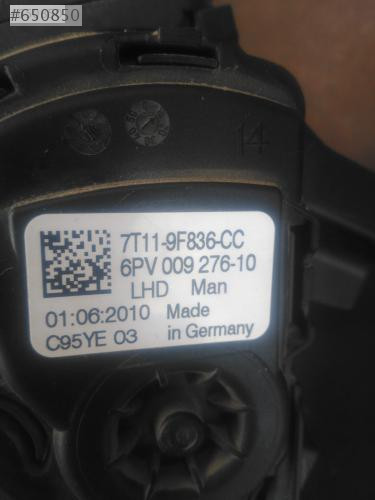 #650850
14
7T11-9F836-CC
6PV 009 276-10
LHD Man
01:06:2010 Made
C95YE 03 in Germany